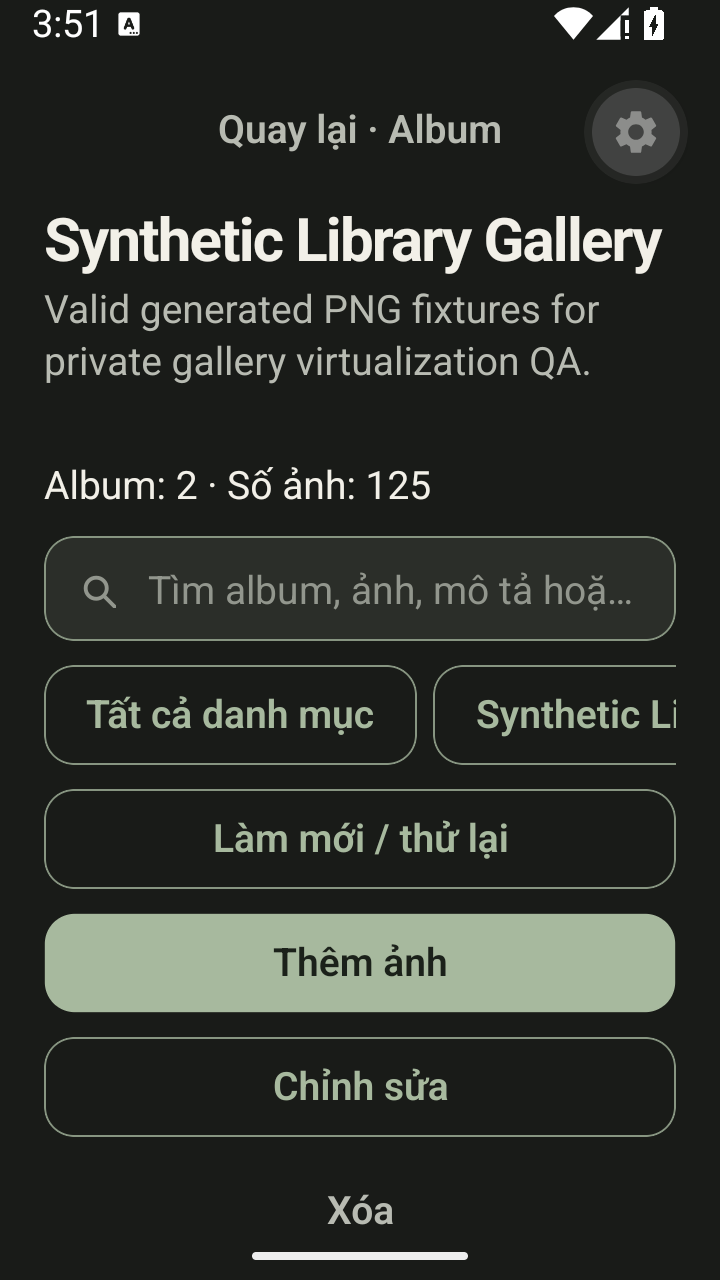 3:51
Quay lại · Album
Synthetic Library Gallery
Valid generated PNG fixtures for
private gallery virtualization QA.
Album: 2 · Số ảnh: 125
Tìm album, ảnh, mô tả hoặ…
Tất cả danh mục
Synthetic Li
Làm mới / thử lại
Thêm ảnh
Chỉnh sửa
Xóa